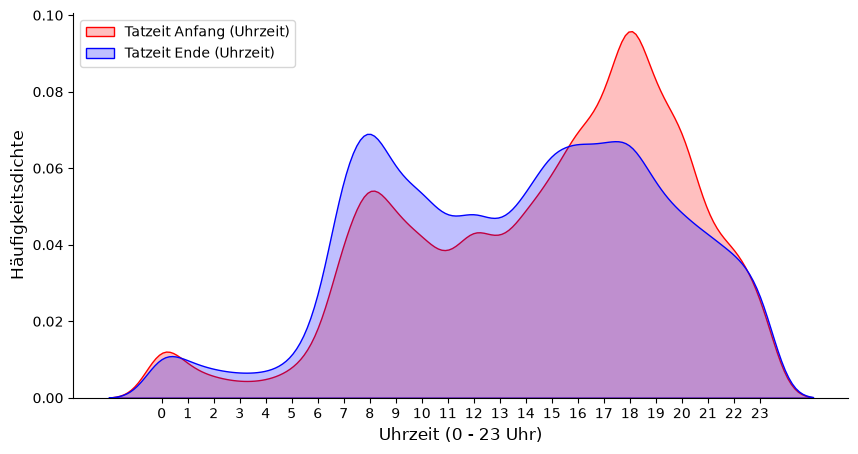 Tatzeit Anfang (Uhrzeit)
Tatzeit Ende (Uhrzeit)
Häufigkeitsdichte
0.10
0.08
0.06
0.04
0.02
0.00
0 1 2 3 4 5 6 7 8 9 10 11 12 13 14 15 16 17 18 19 20 21 22 23
Uhrzeit (0 - 23 Uhr)